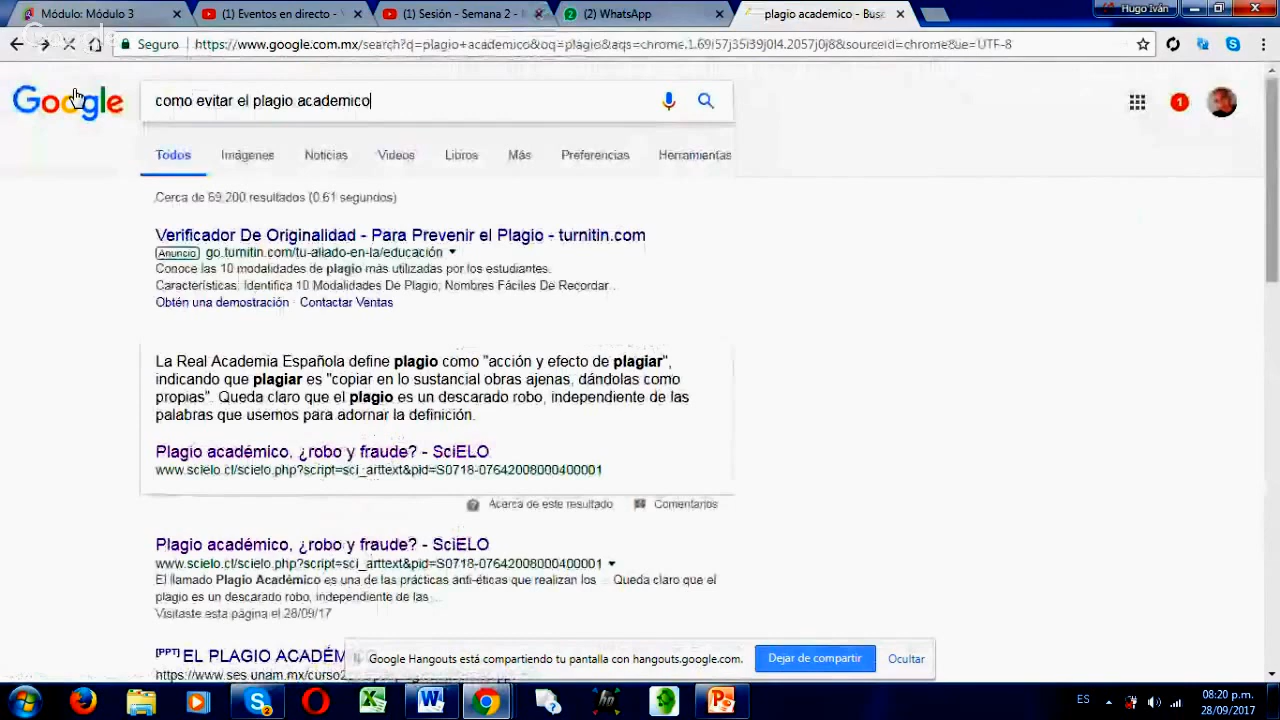 Módulo: Módulo 3
(1) Eventos en directo -
(1) Sesión - Semana 2 -
(2) WhatsApp
plagio academico - Bus
Hugo Iván
Seguro
https://www.google.com.mx/search?q=plagio+academico&oq=plagio&aqs=chrome.1.69i57j35i39j0l4.2057j0j8&sourceid=chrome&ie=UTF-8
Google
como evitar el plagio academico
1
Todos
Imágenes
Noticias
Videos
Libros
Más
Preferencias
Herramientas
Cerca de 69,200 resultados (0.61 segundos)
Verificador De Originalidad - Para Prevenir el Plagio - turnitin.com
Anuncio go.turnitin.com/tu-aliado-en-la/educación
Conoce las 10 modalidades de plagio más utilizadas por los estudiantes.
Características: Identifica 10 Modalidades De Plagio, Nombres Fáciles De Recordar...
Obtén una demostración · Contactar Ventas
La Real Academia Española define plagio como "acción y efecto de plagiar",
indicando que plagiar es "copiar en lo sustancial obras ajenas, dándolas como
propias". Queda claro que el plagio es un descarado robo, independiente de las
palabras que usemos para adornar la definición.
Plagio académico, ¿robo y fraude? - SciELO
www.scielo.cl/scielo.php?script=sci_arttext&pid=S0718-07642008000400001
Acerca de este resultado
Comentarios
Plagio académico, ¿robo y fraude? - SciELO
www.scielo.cl/scielo.php?script=sci_arttext&pid=S0718-07642008000400001
El llamado Plagio Académico es una de las prácticas anti-éticas que realizan los ... Queda claro que el
plagio es un descarado robo, independiente de las ...
Visitaste esta página el 28/09/17
[PPT] EL PLAGIO ACADÉM
https://www.ses.unam.mx/curso2
Google Hangouts está compartiendo tu pantalla con hangouts.google.com.
Dejar de compartir
Ocultar
ES
08:20 p.m.
28/09/2017